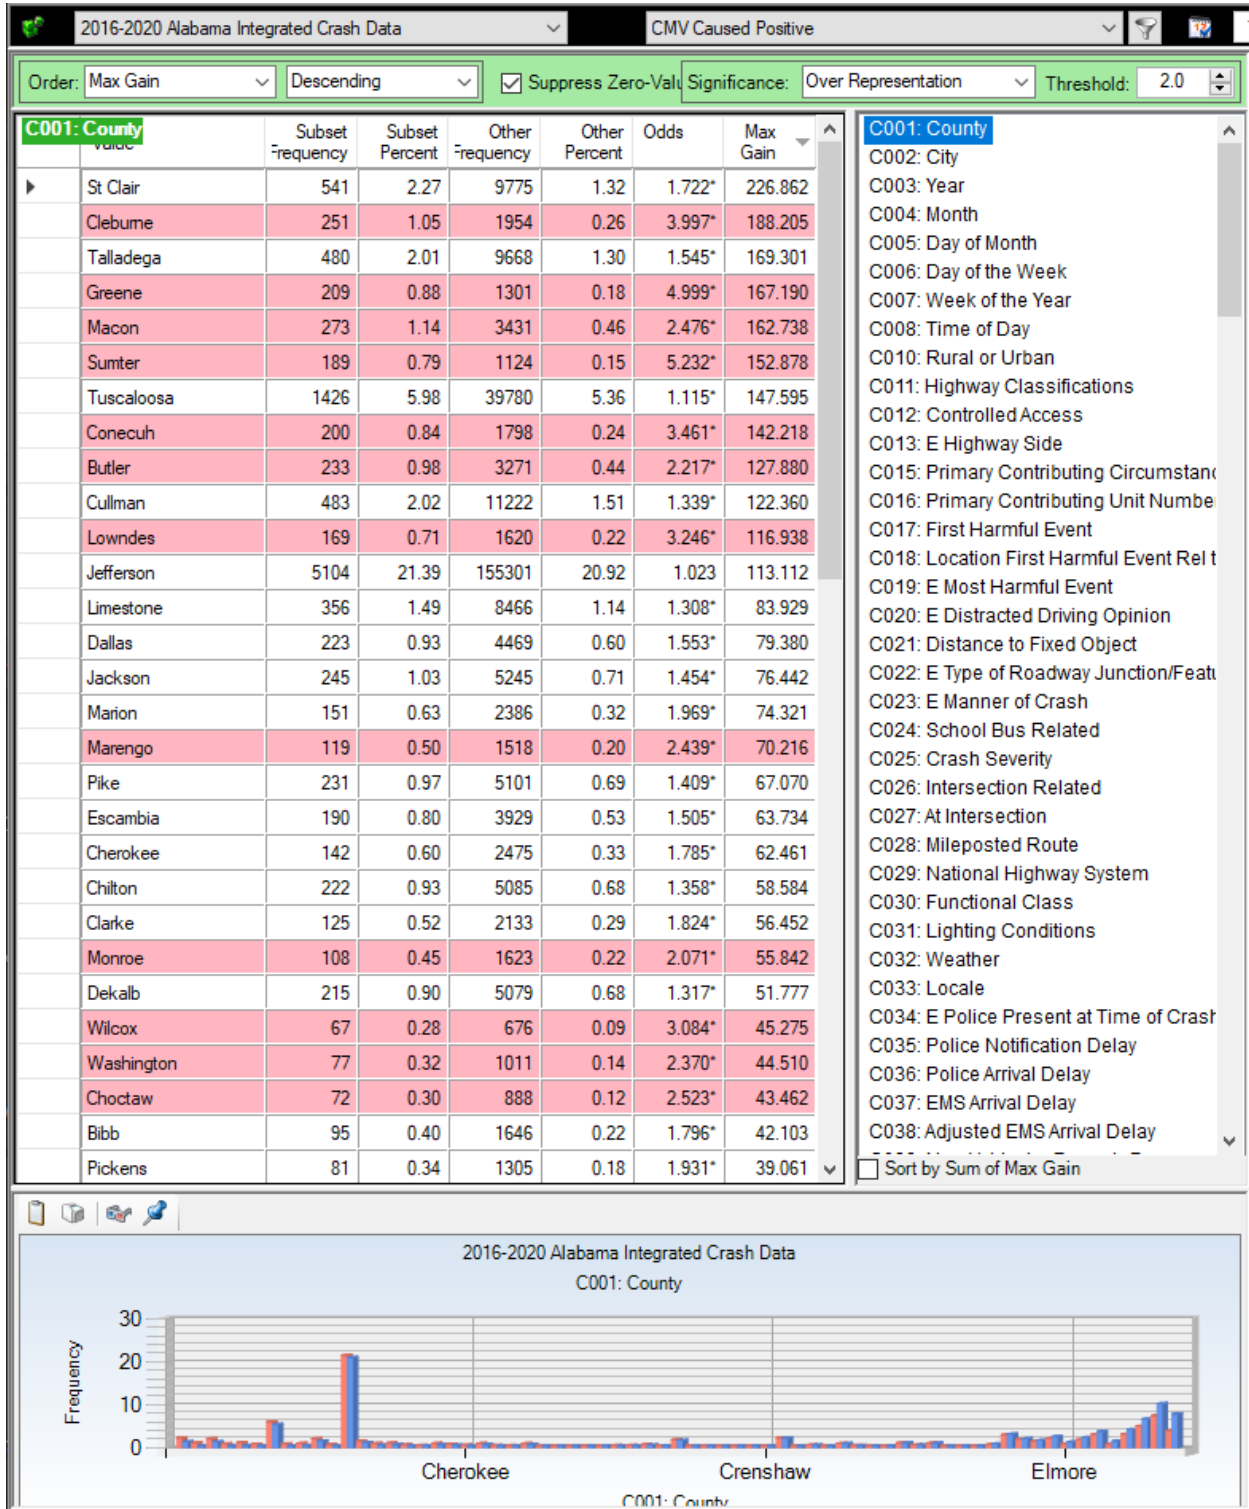 2016-2020 Alabama Integrated Crash Data CMV Caused Positive
Order: Max Gain Descending Suppress Zero-Valu Significance: Over Representation Threshold: 2.0
C001: County Subset Frequency Subset Percent Other Frequency Other Percent Odds Max Gain
St Clair 541 2.27 9775 1.32 1.722* 226.862
Cleburne 251 1.05 1954 0.26 3.997* 188.205
Talladega 480 2.01 9668 1.30 1.545* 169.301
Greene 209 0.88 1301 0.18 4.999* 167.190
Macon 273 1.14 3431 0.46 2.476* 162.738
Sumter 189 0.79 1124 0.15 5.232* 152.878
Tuscaloosa 1426 5.98 39780 5.36 1.115* 147.595
Conecuh 200 0.84 1798 0.24 3.461* 142.218
Butler 233 0.98 3271 0.44 2.217* 127.880
Cullman 483 2.02 11222 1.51 1.339* 122.360
Lowndes 169 0.71 1620 0.22 3.246* 116.938
Jefferson 5104 21.39 155301 20.92 1.023 113.112
Limestone 356 1.49 8466 1.14 1.308* 83.929
Dallas 223 0.93 4469 0.60 1.553* 79.380
Jackson 245 1.03 5245 0.71 1.454* 76.442
Marion 151 0.63 2386 0.32 1.969* 74.321
Marengo 119 0.50 1518 0.20 2.439* 70.216
Pike 231 0.97 5101 0.69 1.409* 67.070
Escambia 190 0.80 3929 0.53 1.505* 63.734
Cherokee 142 0.60 2475 0.33 1.785* 62.461
Chilton 222 0.93 5085 0.68 1.358* 58.584
Clarke 125 0.52 2133 0.29 1.824* 56.452
Monroe 108 0.45 1623 0.22 2.071* 55.842
Dekalb 215 0.90 5079 0.68 1.317* 51.777
Wilcox 67 0.28 676 0.09 3.084* 45.275
Washington 77 0.32 1011 0.14 2.370* 44.510
Choctaw 72 0.30 888 0.12 2.523* 43.462
Bibb 95 0.40 1646 0.22 1.796* 42.103
Pickens 81 0.34 1305 0.18 1.931* 39.061
C001: County
C002: City
C003: Year
C004: Month
C005: Day of Month
C006: Day of the Week
C007: Week of the Year
C008: Time of Day
C010: Rural or Urban
C011: Highway Classifications
C012: Controlled Access
C013: E Highway Side
C015: Primary Contributing Circumstanc
C016: Primary Contributing Unit Number
C017: First Harmful Event
C018: Location First Harmful Event Rel t
C019: E Most Harmful Event
C020: E Distracted Driving Opinion
C021: Distance to Fixed Object
C022: E Type of Roadway Junction/Featu
C023: E Manner of Crash
C024: School Bus Related
C025: Crash Severity
C026: Intersection Related
C027: At Intersection
C028: Mileposted Route
C029: National Highway System
C030: Functional Class
C031: Lighting Conditions
C032: Weather
C033: Locale
C034: E Police Present at Time of Crash
C035: Police Notification Delay
C036: Police Arrival Delay
C037: EMS Arrival Delay
C038: Adjusted EMS Arrival Delay
Sort by Sum of Max Gain
2016-2020 Alabama Integrated Crash Data
C001: County
Frequency
30
20
10
0
Cherokee Crenshaw Elmore
C001: County